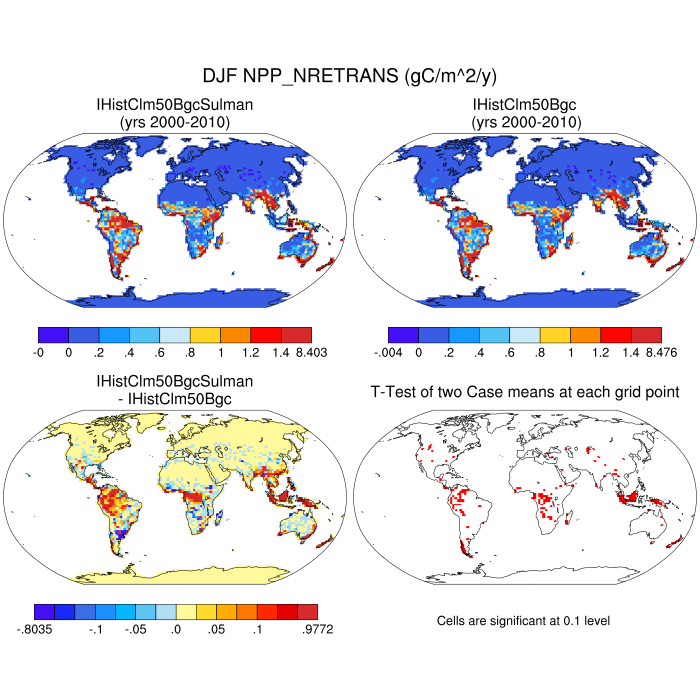 DJF NPP_NRETRANS (gC/m^2/y)
IHistClm50BgcSulman
(yrs 2000-2010)
IHistClm50Bgc
(yrs 2000-2010)
-0 0 .2 .4 .6 .8 1 1.2 1.4 8.403
-.004 0 .2 .4 .6 .8 1 1.2 1.4 8.476
IHistClm50BgcSulman
- IHistClm50Bgc
T-Test of two Case means at each grid point
-.8035 -.1 -.05 .0 .05 .1 .9772
Cells are significant at 0.1 level